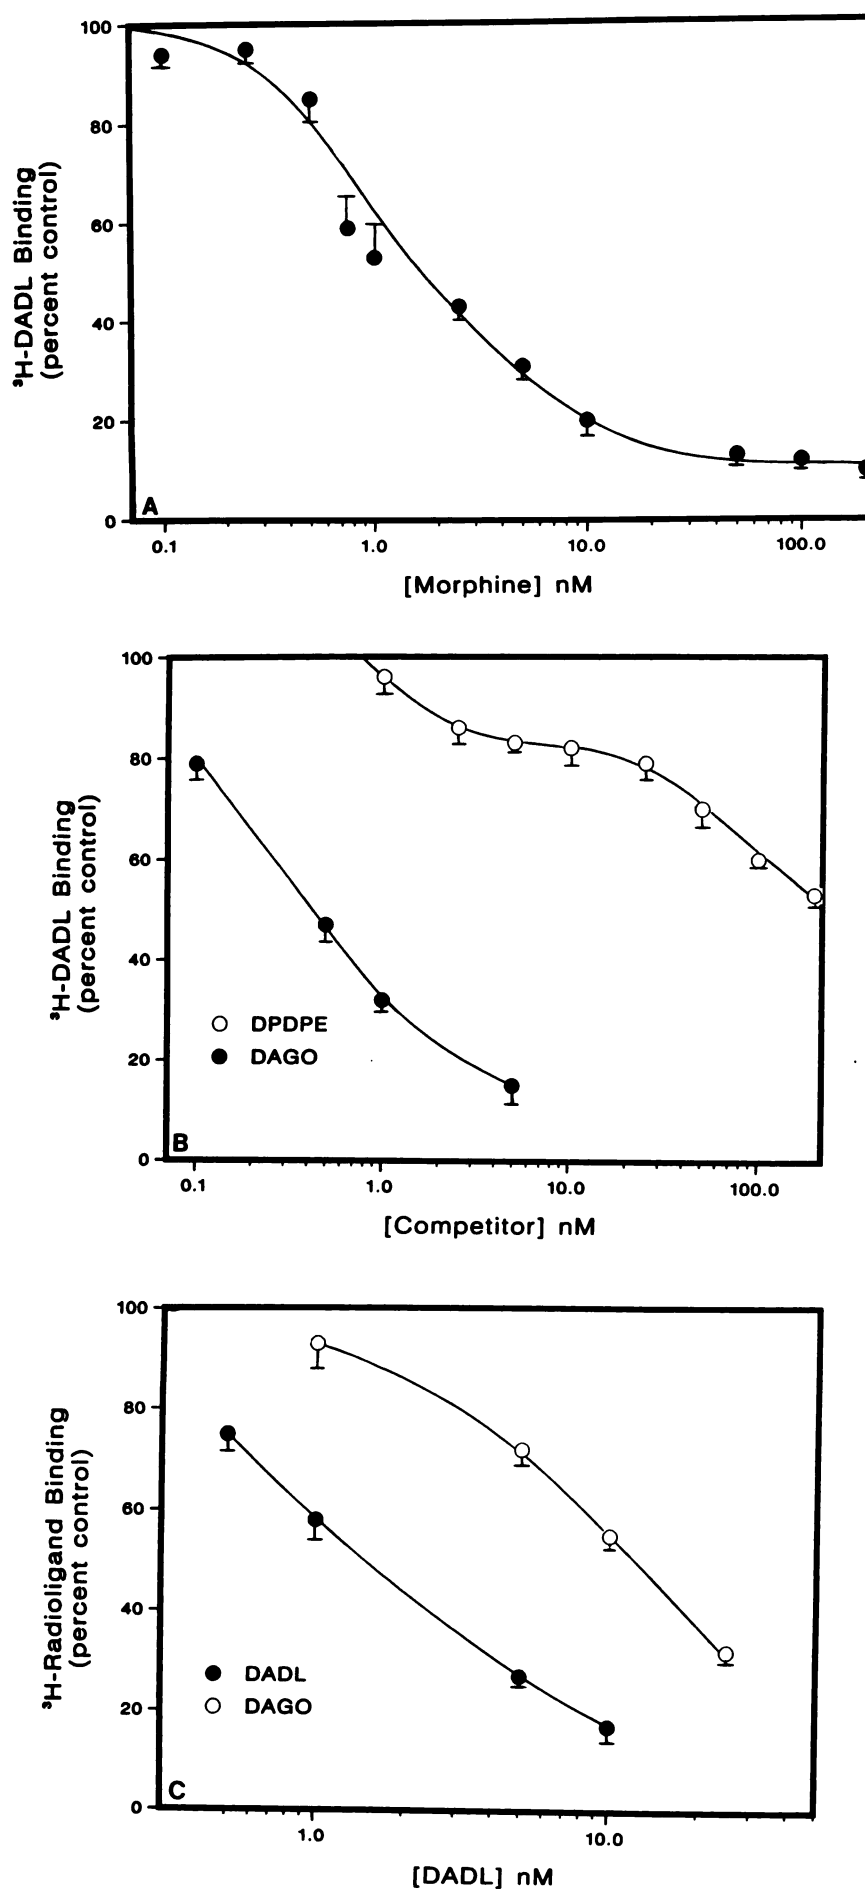 100
80
60
40
20
0
³H-DADL Binding
(percent control)
A
0.1 1.0 10.0 100.0
[Morphine] nM
100
80
60
40
20
0
³H-DADL Binding
(percent control)
DPDPE
DAGO
B
0.1 1.0 10.0 100.0
[Competitor] nM
100
80
60
40
20
0
³H-Radioligand Binding
(percent control)
DADL
DAGO
C
1.0 10.0
[DADL] nM